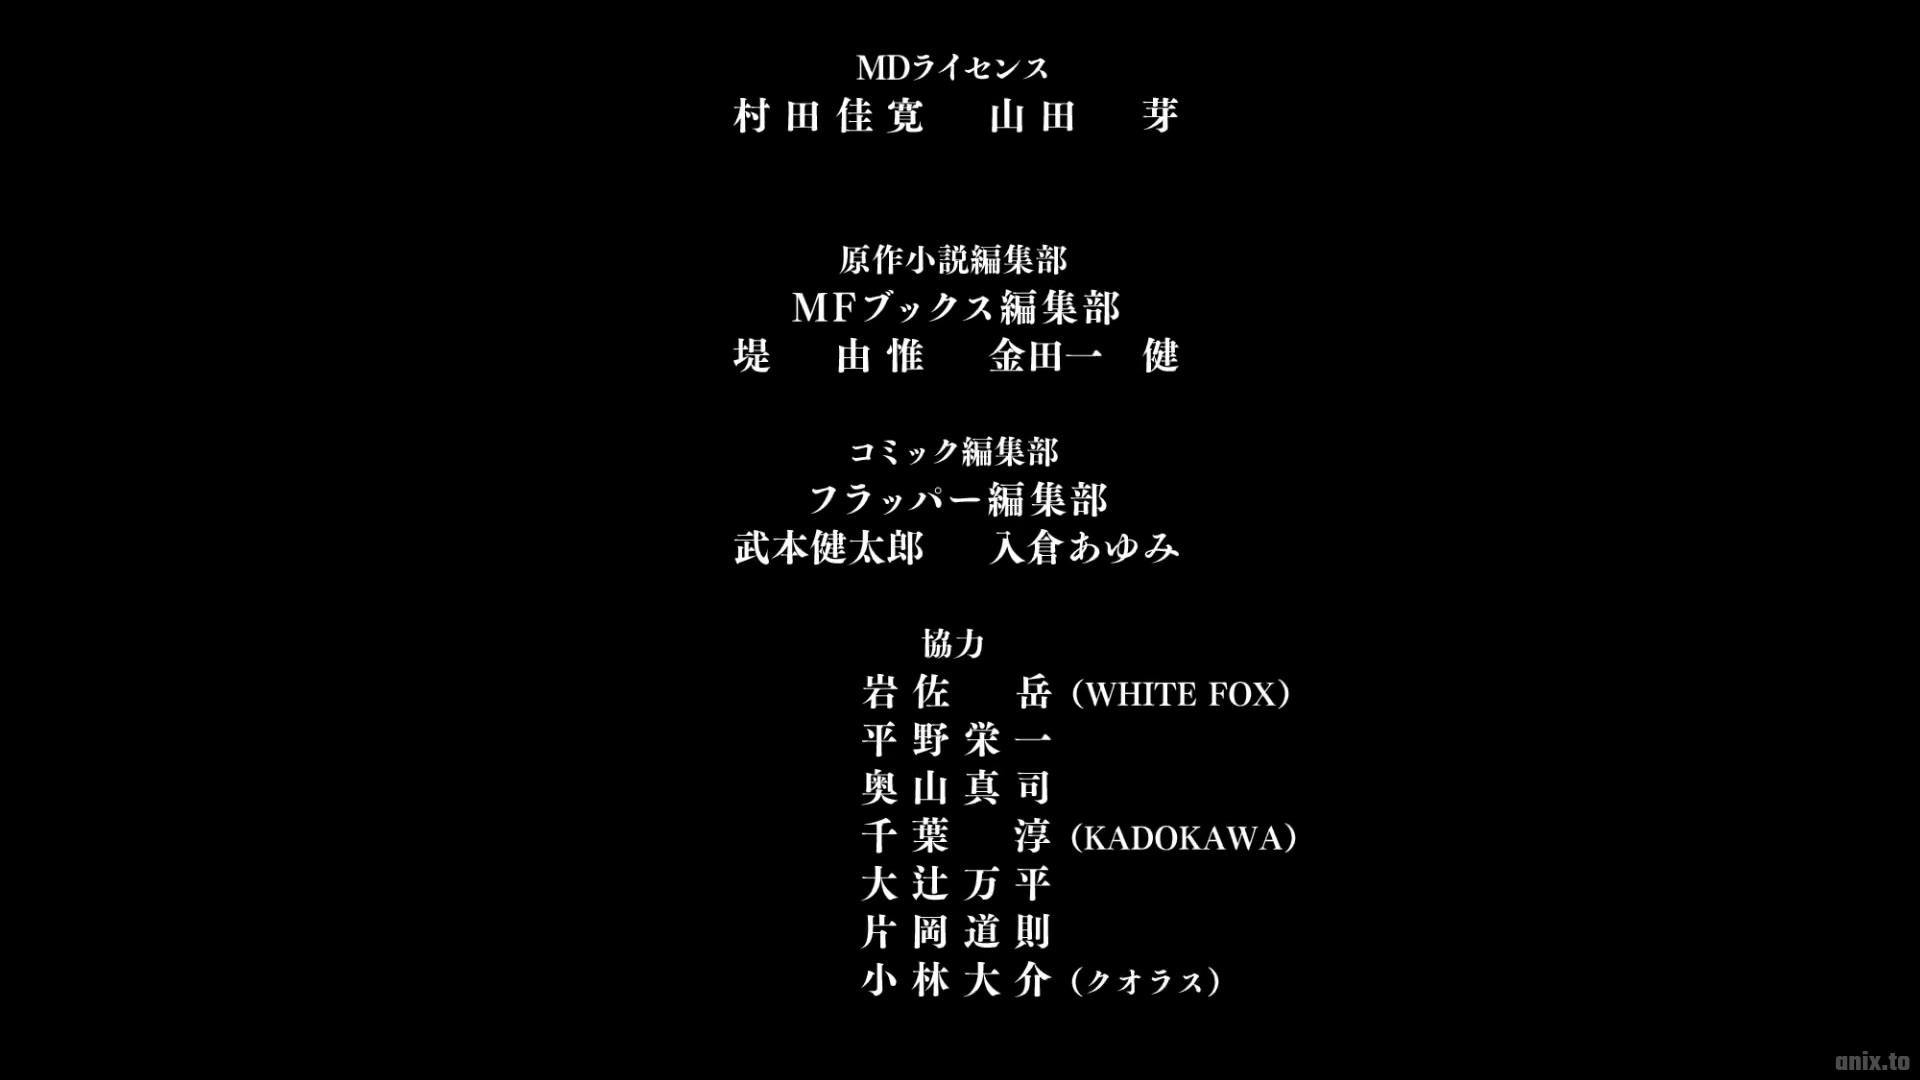 MDライセンス
村田佳寛 山田 芽
原作小説編集部
MFブックス編集部
堤 由惟 金田一 健
コミック編集部
フラッパー編集部
武本健太郎 入倉あゆみ
協力
岩佐 岳（WHITE FOX）
平野栄一
奥山真司
千葉 淳（KADOKAWA）
大辻万平
片岡道則
小林大介（クオラス）
anix.to